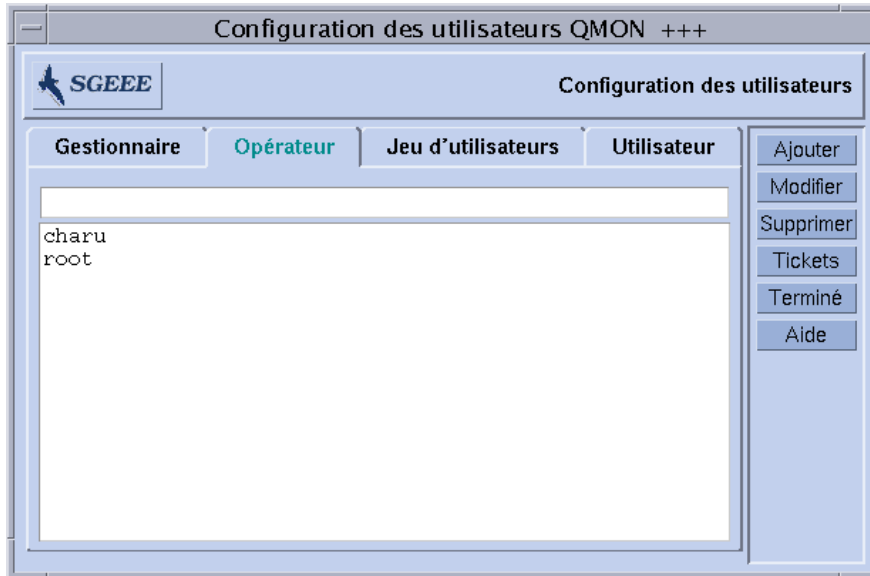 Configuration des utilisateurs QMON +++
SGEEE
Configuration des utilisateurs
Gestionnaire
Opérateur
Jeu d'utilisateurs
Utilisateur
charu
root
Ajouter
Modifier
Supprimer
Tickets
Terminé
Aide